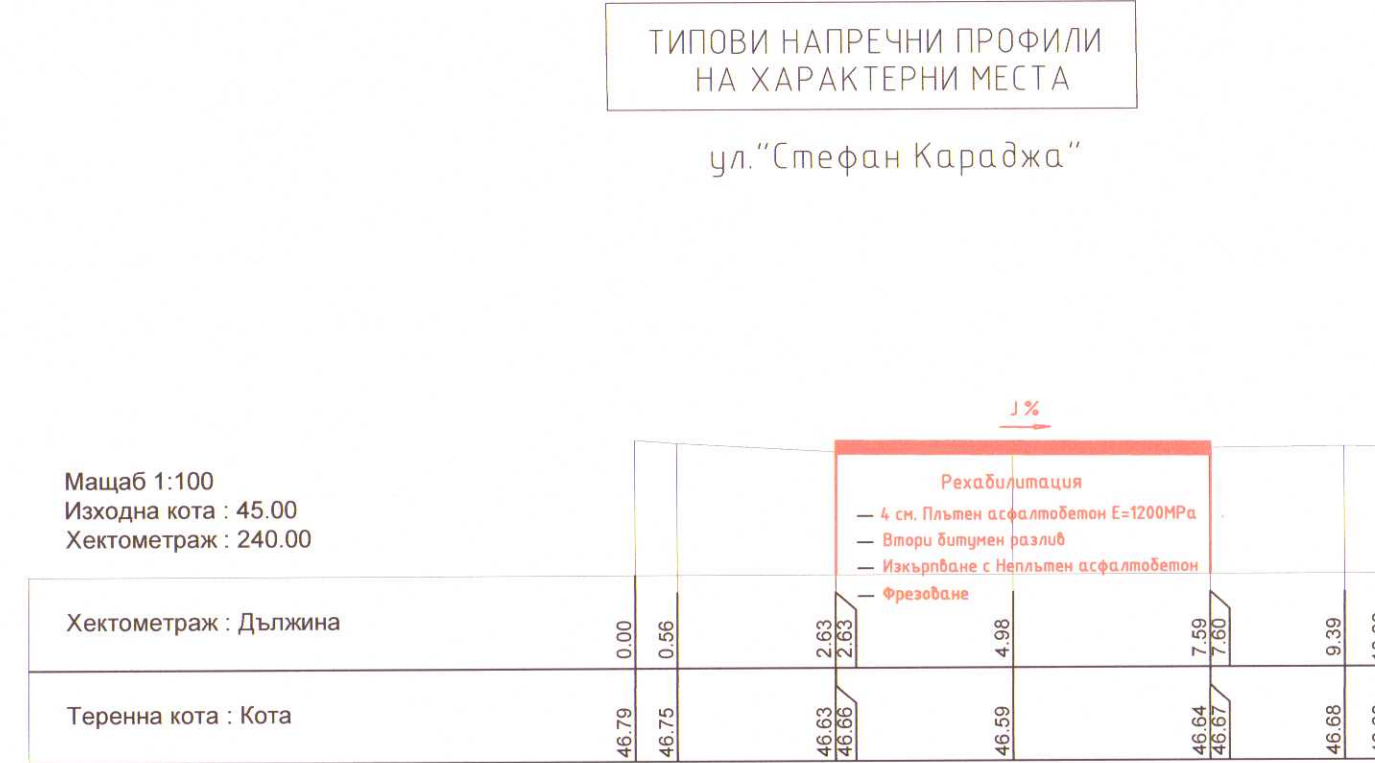 ТИПОВИ НАПРЕЧНИ ПРОФИЛИ
НА ХАРАКТЕРНИ МЕСТА
ул."Стефан Караджа"
Мащаб 1:100
Изходна кота : 45.00
Хектометраж : 240.00
Рехабилитация
— 4 см. Плътен асфалтобетон E=1200MPa
— Втори битумен разлив
— Изкърпване с Неплътен асфалтобетон
— Фрезоване
Хектометраж : Дължина
0.00 0.56 2.63 2.63 4.98 7.59 7.60 9.39
Теренна кота : Кота
46.79 46.75 46.63 46.66 46.59 46.64 46.67 46.68